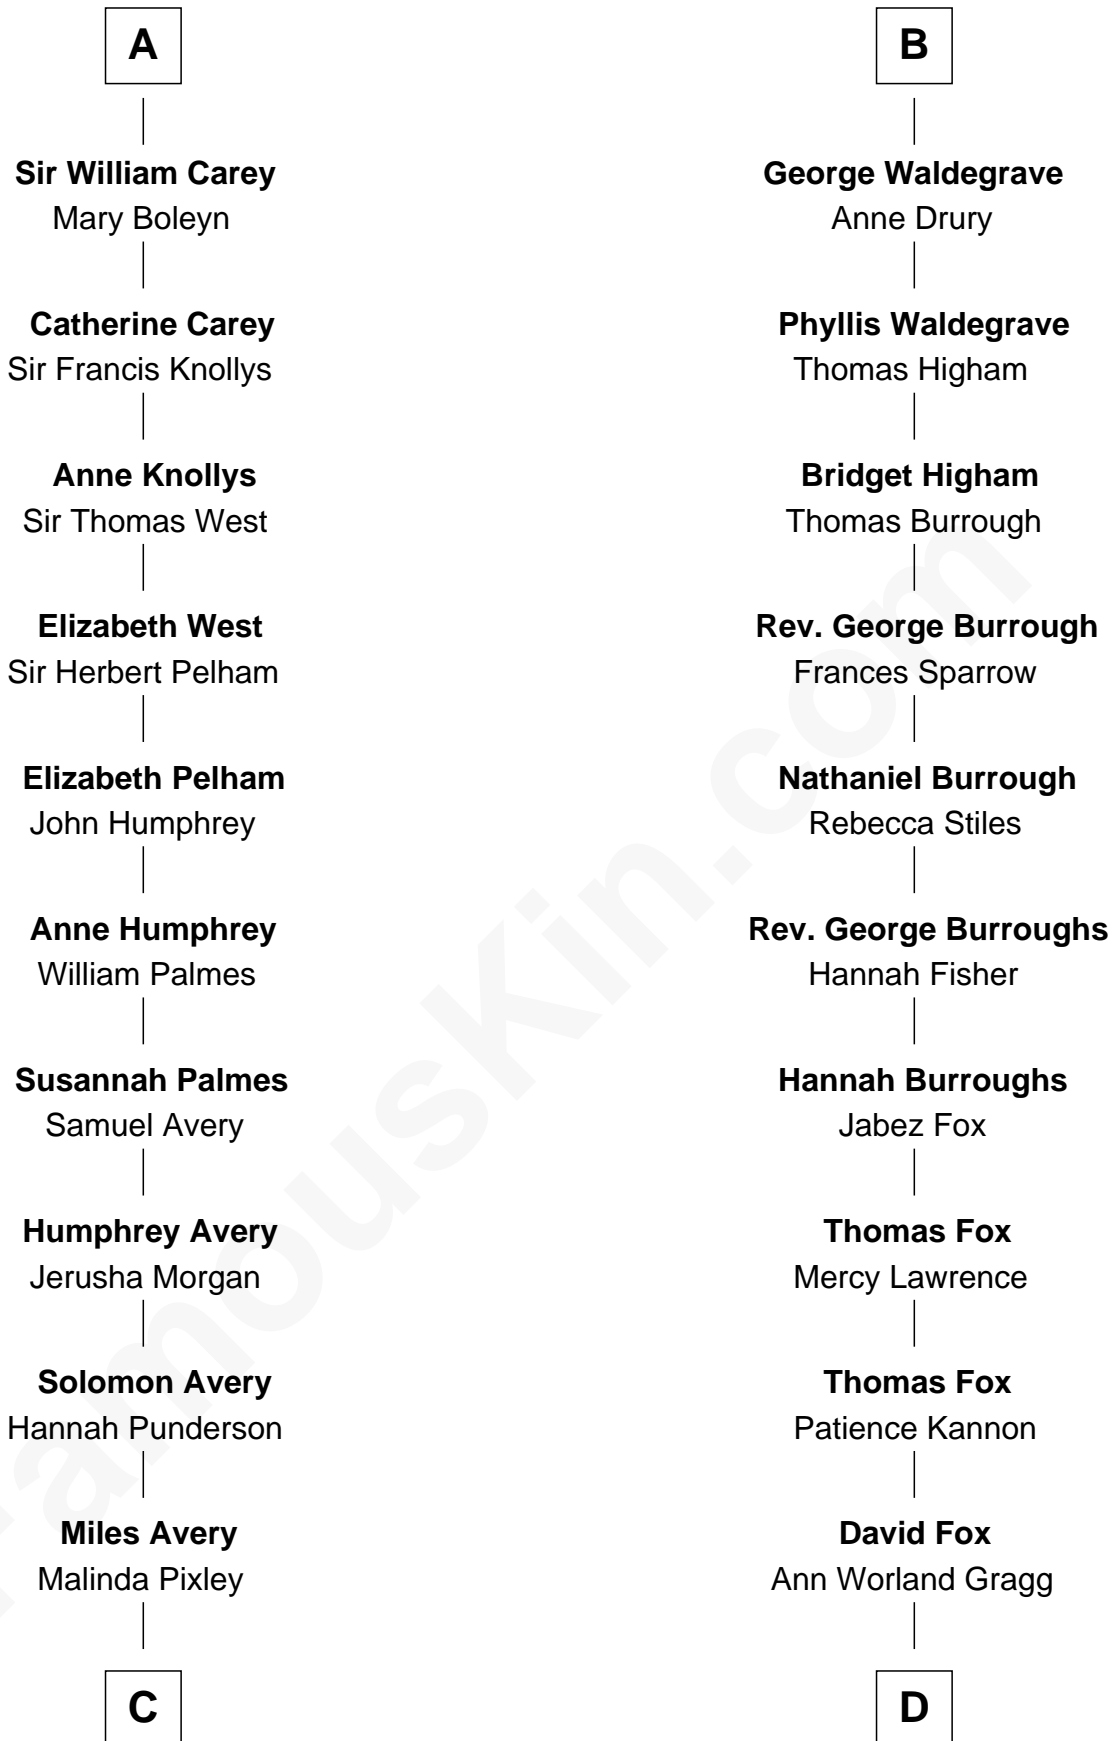 A
Sir William Carey
Mary Boleyn
Catherine Carey
Sir Francis Knollys
Anne Knollys
Sir Thomas West
Elizabeth West
Sir Herbert Pelham
Elizabeth Pelham
John Humphrey
Anne Humphrey
William Palmes
Susannah Palmes
Samuel Avery
Humphrey Avery
Jerusha Morgan
Solomon Avery
Hannah Punderson
Miles Avery
Malinda Pixley
C
B
George Waldegrave
Anne Drury
Phyllis Waldegrave
Thomas Higham
Bridget Higham
Thomas Burrough
Rev. George Burrough
Frances Sparrow
Nathaniel Burrough
Rebecca Stiles
Rev. George Burroughs
Hannah Fisher
Hannah Burroughs
Jabez Fox
Thomas Fox
Mercy Lawrence
Thomas Fox
Patience Kannon
David Fox
Ann Worland Gragg
D
FamousKin.com